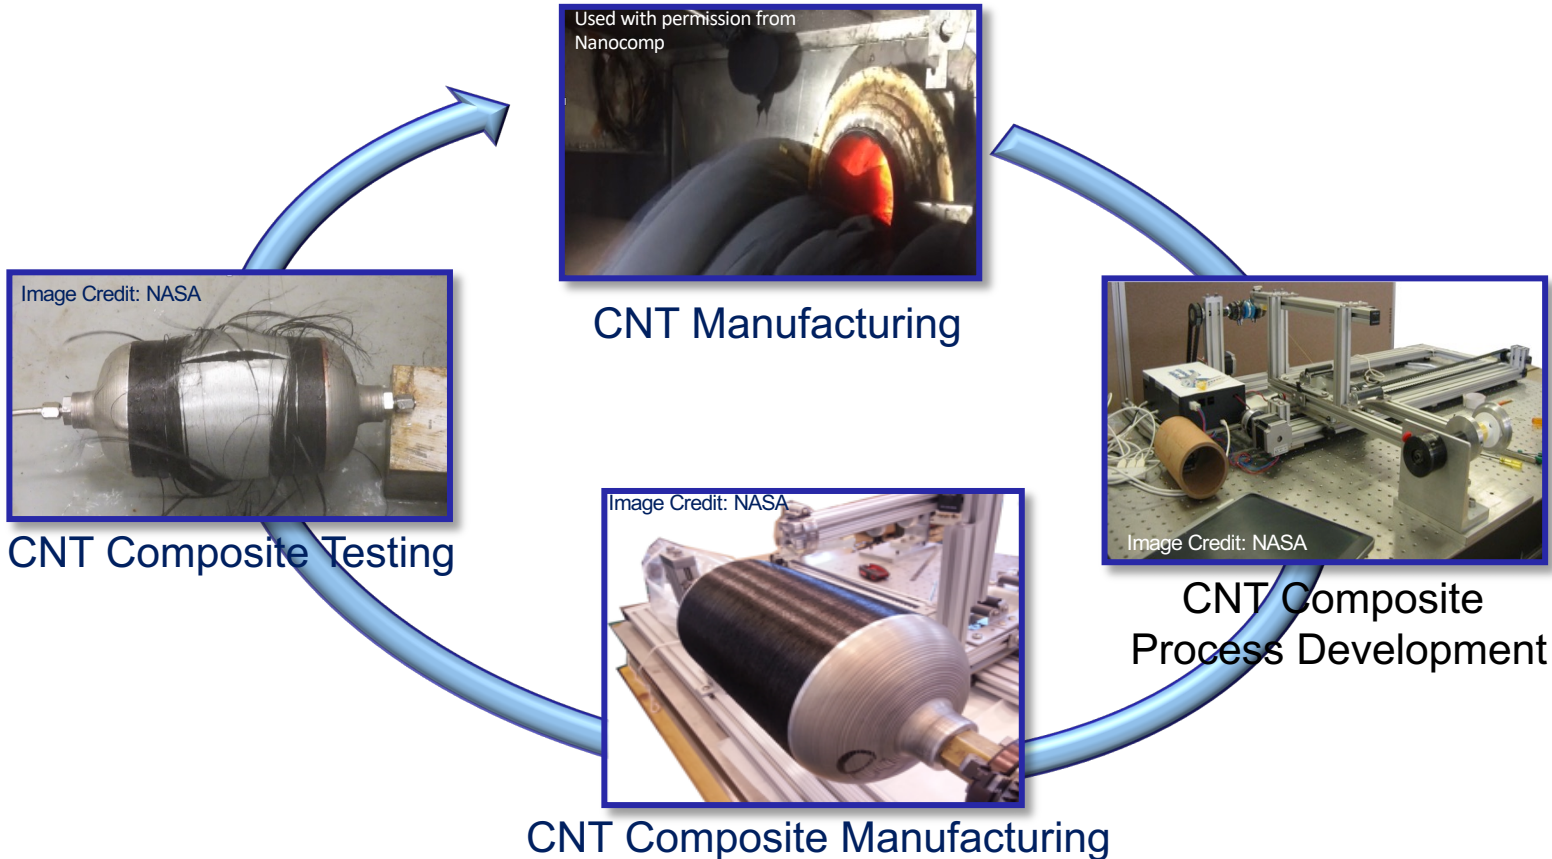 Used with permission from
Nanocomp
CNT Manufacturing
Image Credit: NASA
CNT Composite Testing
Image Credit: NASA
CNT Composite
Process Development
Image Credit: NASA
CNT Composite Manufacturing